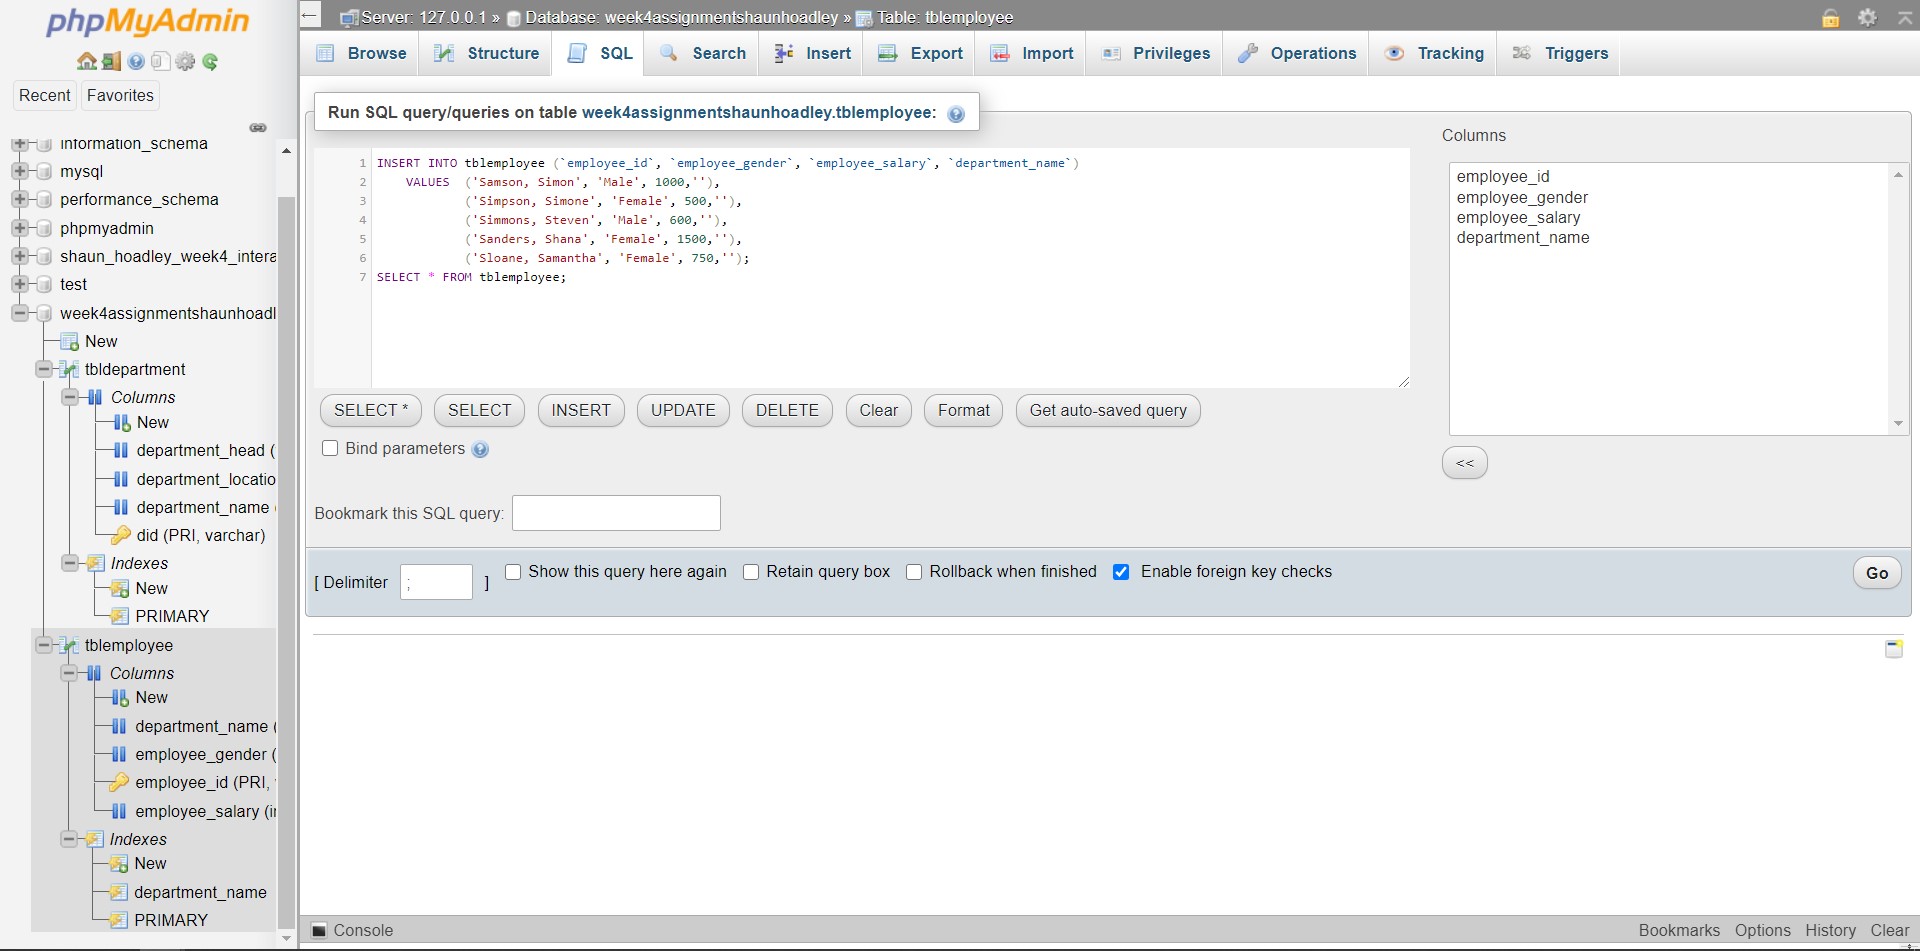 phpMyAdmin
Recent Favorites
information_schema
mysql
performance_schema
phpmyadmin
shaun_hoadley_week4_intera
test
week4assignmentshaunhoadl
New
tbldepartment
Columns
New
department_head (
department_locatio
department_name
did (PRI, varchar)
Indexes
New
PRIMARY
tblemployee
Columns
New
department_name (
employee_gender (
employee_id (PRI,
employee_salary (in
Indexes
New
department_name
PRIMARY
Server: 127.0.0.1 » Database: week4assignmentshaunhoadley » Table: tblemployee
Browse Structure SQL Search Insert Export Import Privileges Operations Tracking Triggers
Run SQL query/queries on table week4assignmentshaunhoadley.tblemployee:
1 INSERT INTO tblemployee (`employee_id`, `employee_gender`, `employee_salary`, `department_name`)
2 VALUES ('Samson, Simon', 'Male', 1000,''),
3 ('Simpson, Simone', 'Female', 500,''),
4 ('Simmons, Steven', 'Male', 600,''),
5 ('Sanders, Shana', 'Female', 1500,''),
6 ('Sloane, Samantha', 'Female', 750,'');
7 SELECT * FROM tblemployee;
Columns
employee_id
employee_gender
employee_salary
department_name
<<
SELECT * SELECT INSERT UPDATE DELETE Clear Format Get auto-saved query
Bind parameters
Bookmark this SQL query:
[ Delimiter ; ] Show this query here again Retain query box Rollback when finished Enable foreign key checks Go
Console Bookmarks Options History Clear